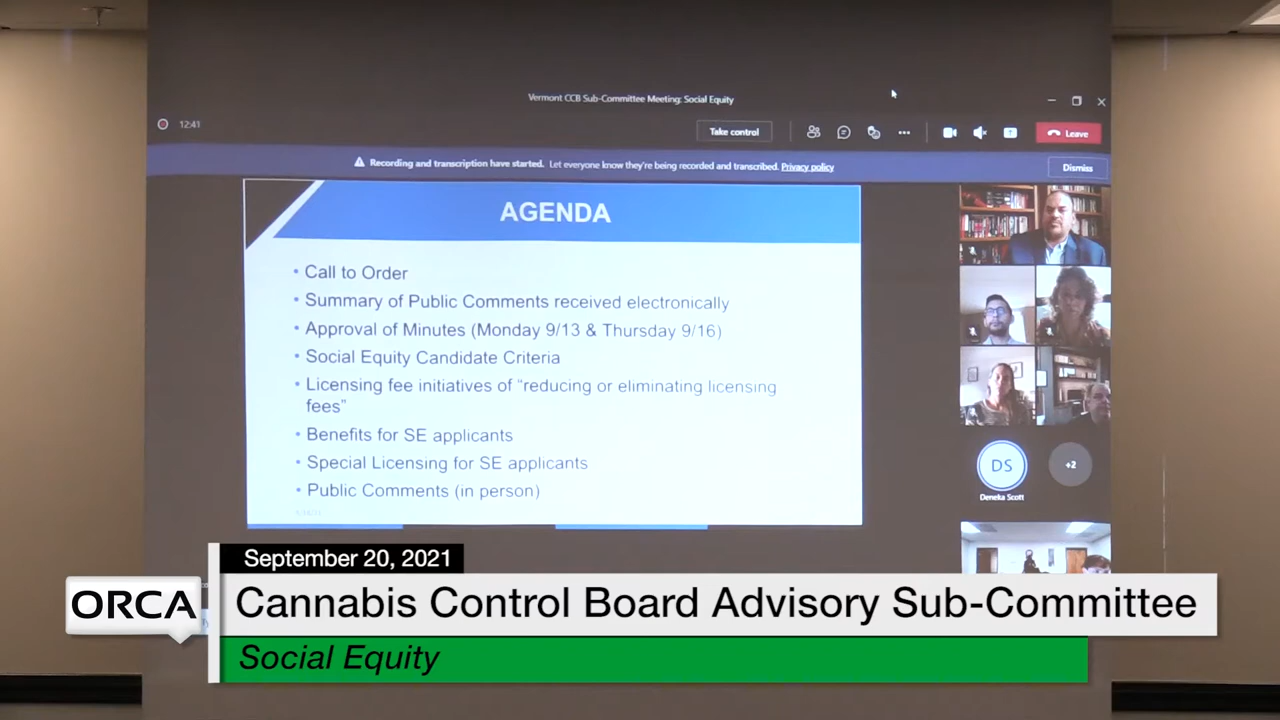 Vermont CCB Sub-Committee Meeting: Social Equity
12:41
Take control
Leave
Recording and transcription have started. Let everyone know they're being recorded and transcribed. Privacy policy
Dismiss
AGENDA
• Call to Order
• Summary of Public Comments received electronically
• Approval of Minutes (Monday 9/13 & Thursday 9/16)
• Social Equity Candidate Criteria
• Licensing fee initiatives of “reducing or eliminating licensing
fees”
• Benefits for SE applicants
• Special Licensing for SE applicants
• Public Comments (in person)
DS
+2
Deneka Scott
September 20, 2021
ORCA
Cannabis Control Board Advisory Sub-Committee
Social Equity